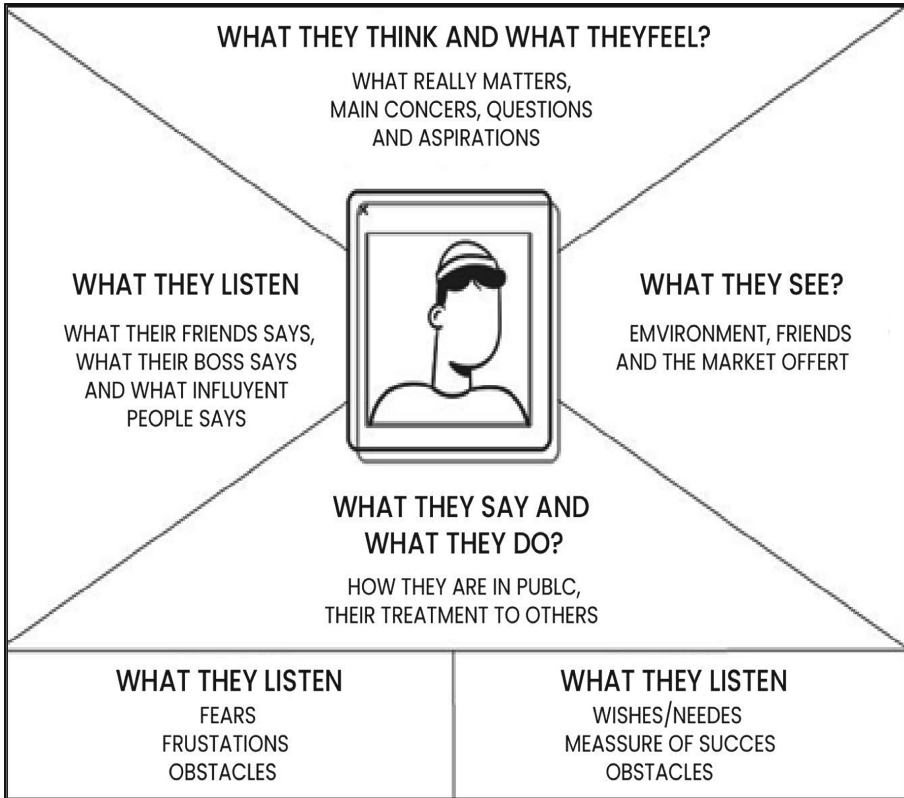 WHAT THEY THINK AND WHAT THEYFEEL?
WHAT REALLY MATTERS,
MAIN CONCERS, QUESTIONS
AND ASPIRATIONS
WHAT THEY LISTEN
WHAT THEIR FRIENDS SAYS,
WHAT THEIR BOSS SAYS
AND WHAT INFLUYENT
PEOPLE SAYS
WHAT THEY SEE?
EMVIRONMENT, FRIENDS
AND THE MARKET OFFERT
WHAT THEY SAY AND
WHAT THEY DO?
HOW THEY ARE IN PUBLC,
THEIR TREATMENT TO OTHERS
WHAT THEY LISTEN
FEARS
FRUSTATIONS
OBSTACLES
WHAT THEY LISTEN
WISHES/NEEDES
MEASSURE OF SUCCES
OBSTACLES